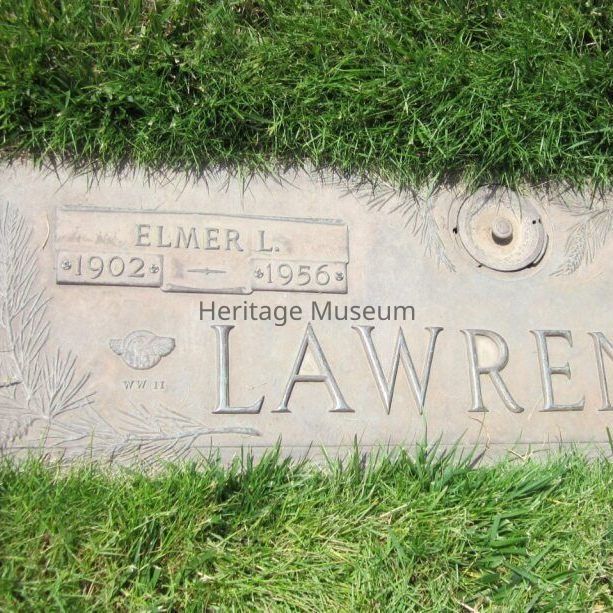 ELMER L.
1902 — 1956
Heritage Museum
WW II
LAWREN